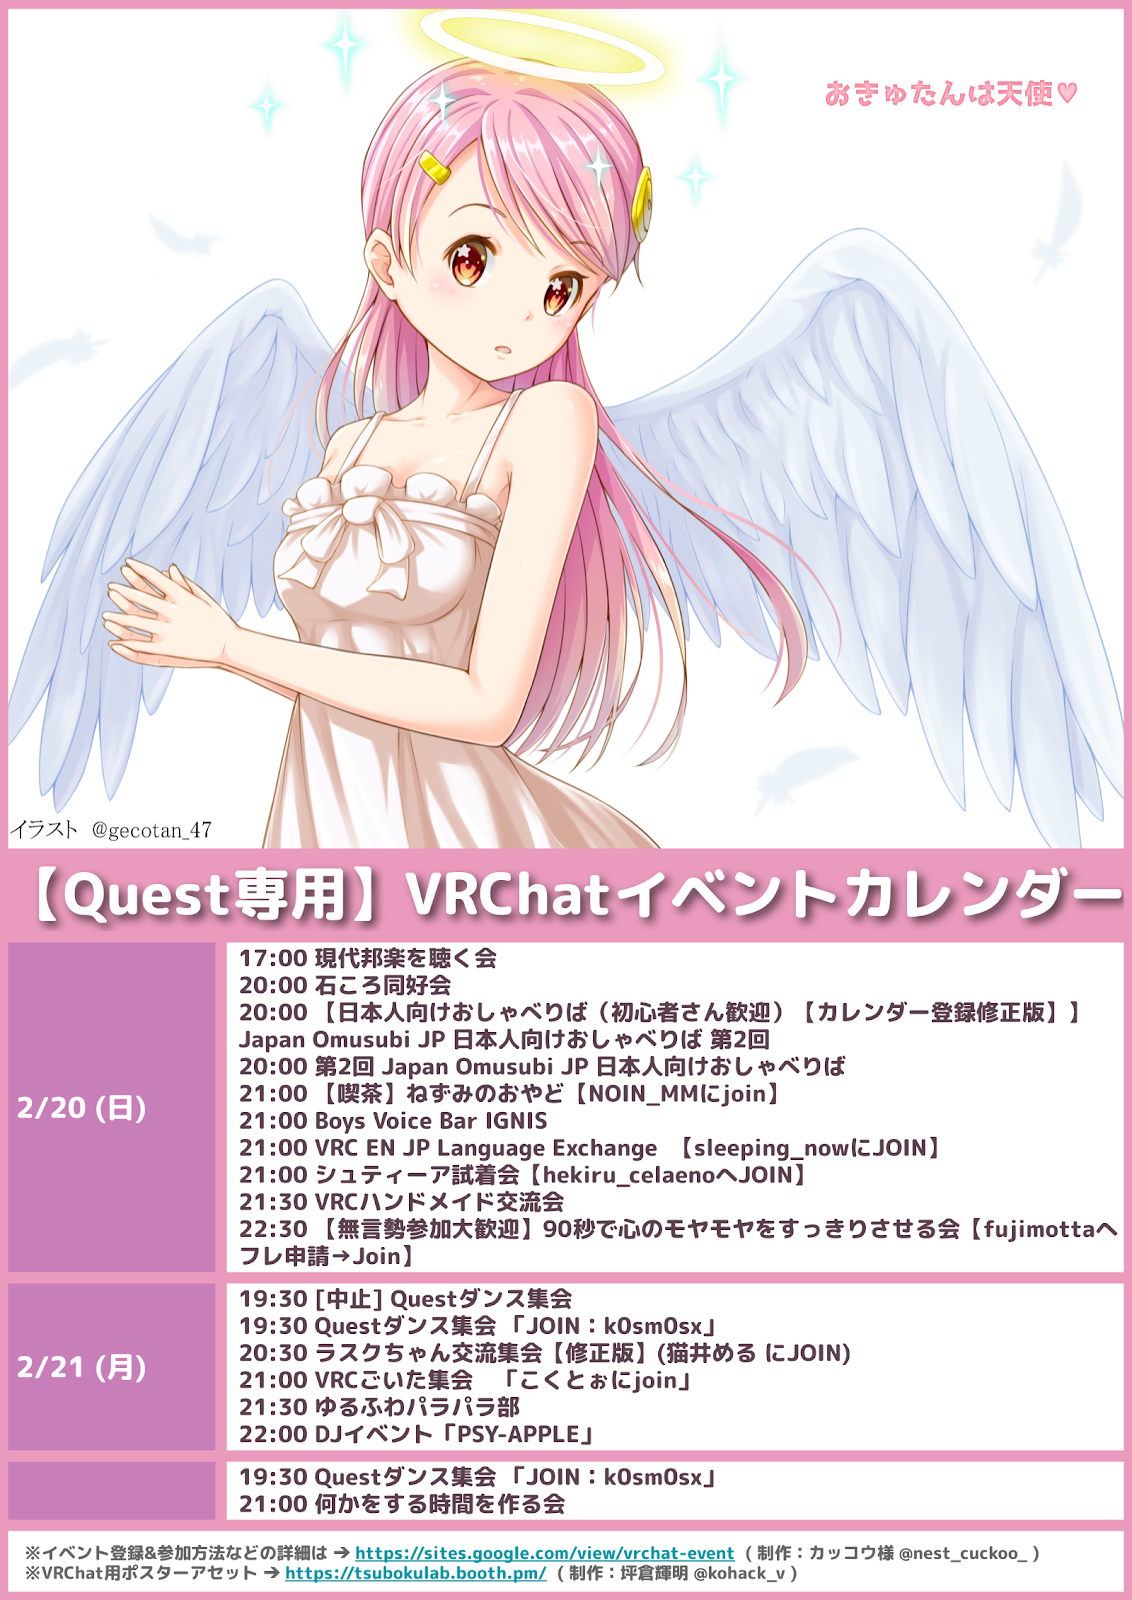 おきゅたんは天使♥
イラスト @gecotan_47
【Quest専用】VRChatイベントカレンダー
2/20 (日)
17:00 現代邦楽を聴く会
20:00 石ころ同好会
20:00 【日本人向けおしゃべりば（初心者さん歓迎）【カレンダー登録修正版】】
Japan Omusubi JP 日本人向けおしゃべりば 第2回
20:00 第2回 Japan Omusubi JP 日本人向けおしゃべりば
21:00 【喫茶】ねずみのおやど【NOIN_MMにjoin】
21:00 Boys Voice Bar IGNIS
21:00 VRC EN JP Language Exchange 【sleeping_nowにJOIN】
21:00 シュティーア試着会【hekiru_celaenoへJOIN】
21:30 VRCハンドメイド交流会
22:30 【無言勢参加大歓迎】90秒で心のモヤモヤをすっきりさせる会【fujimottaへ
フレ申請→Join】
2/21 (月)
19:30 [中止] Questダンス集会
19:30 Questダンス集会 「JOIN：k0sm0sx」
20:30 ラスクちゃん交流集会【修正版】(猫井める にJOIN)
21:00 VRCごいた集会 「こくとぉにjoin」
21:30 ゆるふわパラパラ部
22:00 DJイベント「PSY-APPLE」
19:30 Questダンス集会 「JOIN：k0sm0sx」
21:00 何かをする時間を作る会
※イベント登録&参加方法などの詳細は ➔ https://sites.google.com/view/vrchat-event ( 制作：カッコウ様 @nest_cuckoo_ )
※VRChat用ポスターアセット ➔ https://tsubokulab.booth.pm/ ( 制作：坪倉輝明 @kohack_v )